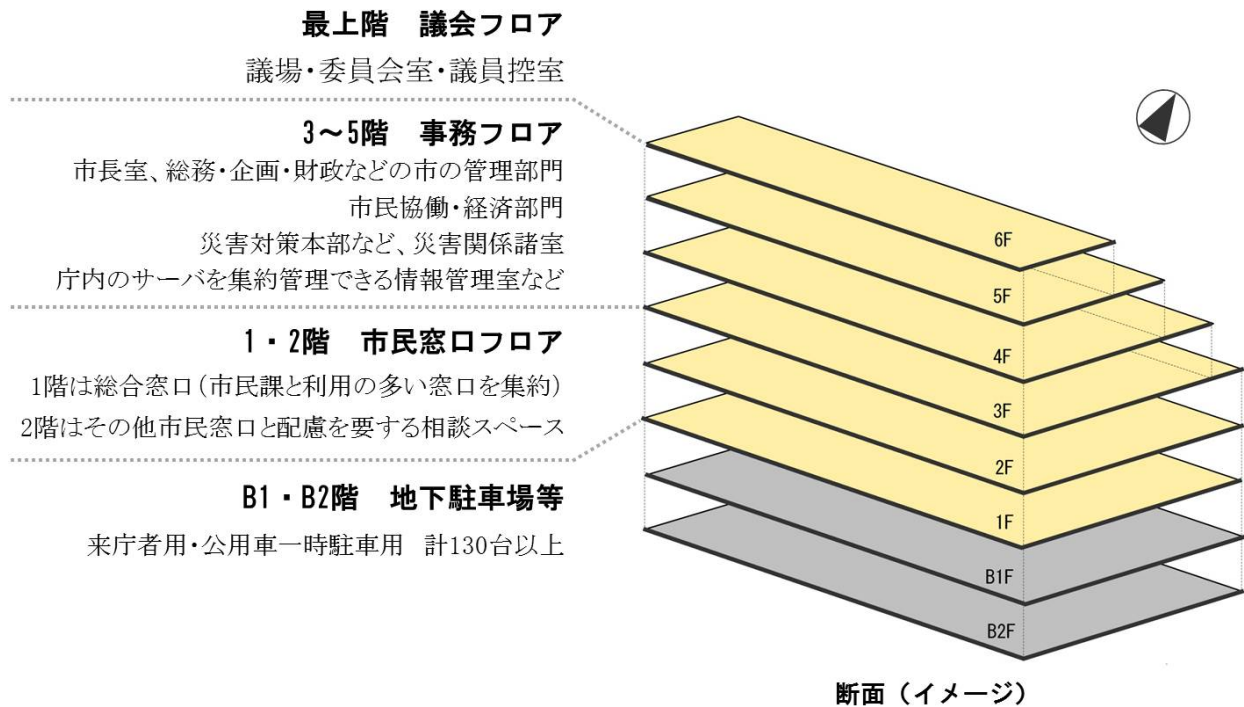 最上階 議会フロア
議場・委員会室・議員控室
3～5階 事務フロア
市長室、総務・企画・財政などの市の管理部門
市民協働・経済部門
災害対策本部など、災害関係諸室
庁内のサーバを集約管理できる情報管理室など
1・2階 市民窓口フロア
1階は総合窓口(市民課と利用の多い窓口を集約)
2階はその他市民窓口と配慮を要する相談スペース
B1・B2階 地下駐車場等
来庁者用・公用車一時駐車用 計130台以上
6F
5F
4F
3F
2F
1F
B1F
B2F
断面（イメージ）